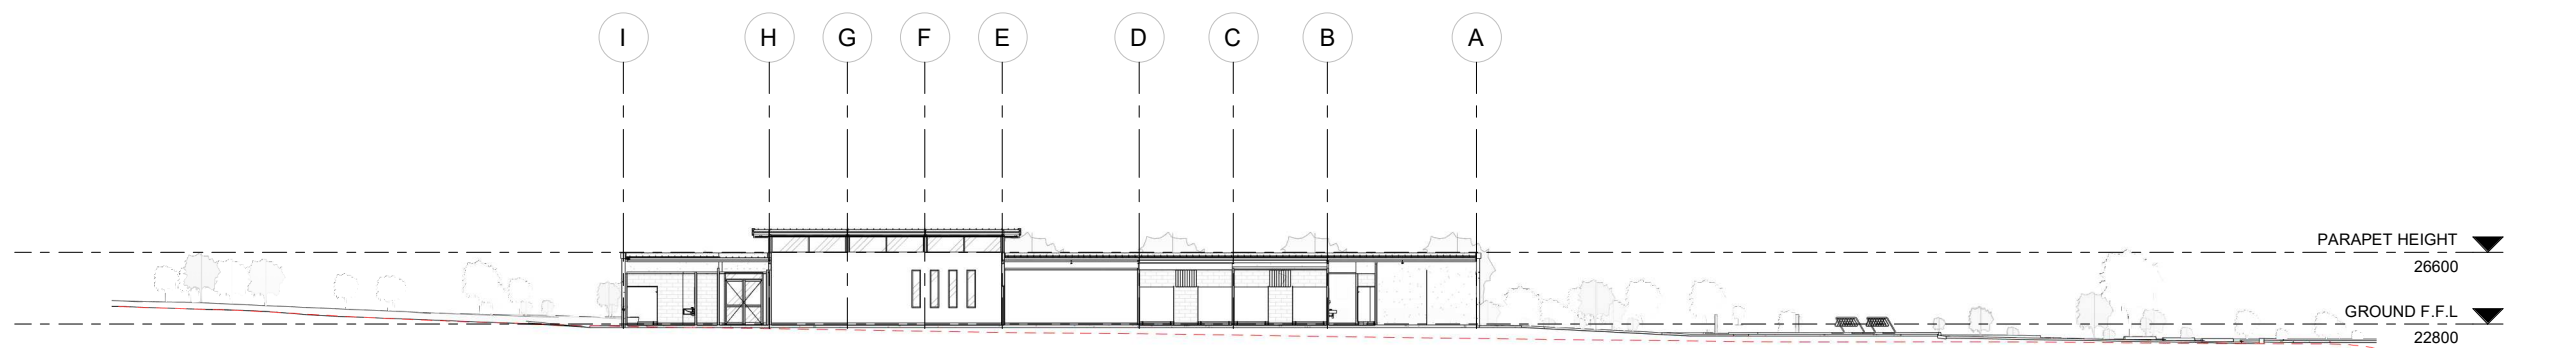 I H G F E D C B A
PARAPET HEIGHT
26600
GROUND F.F.L
22800